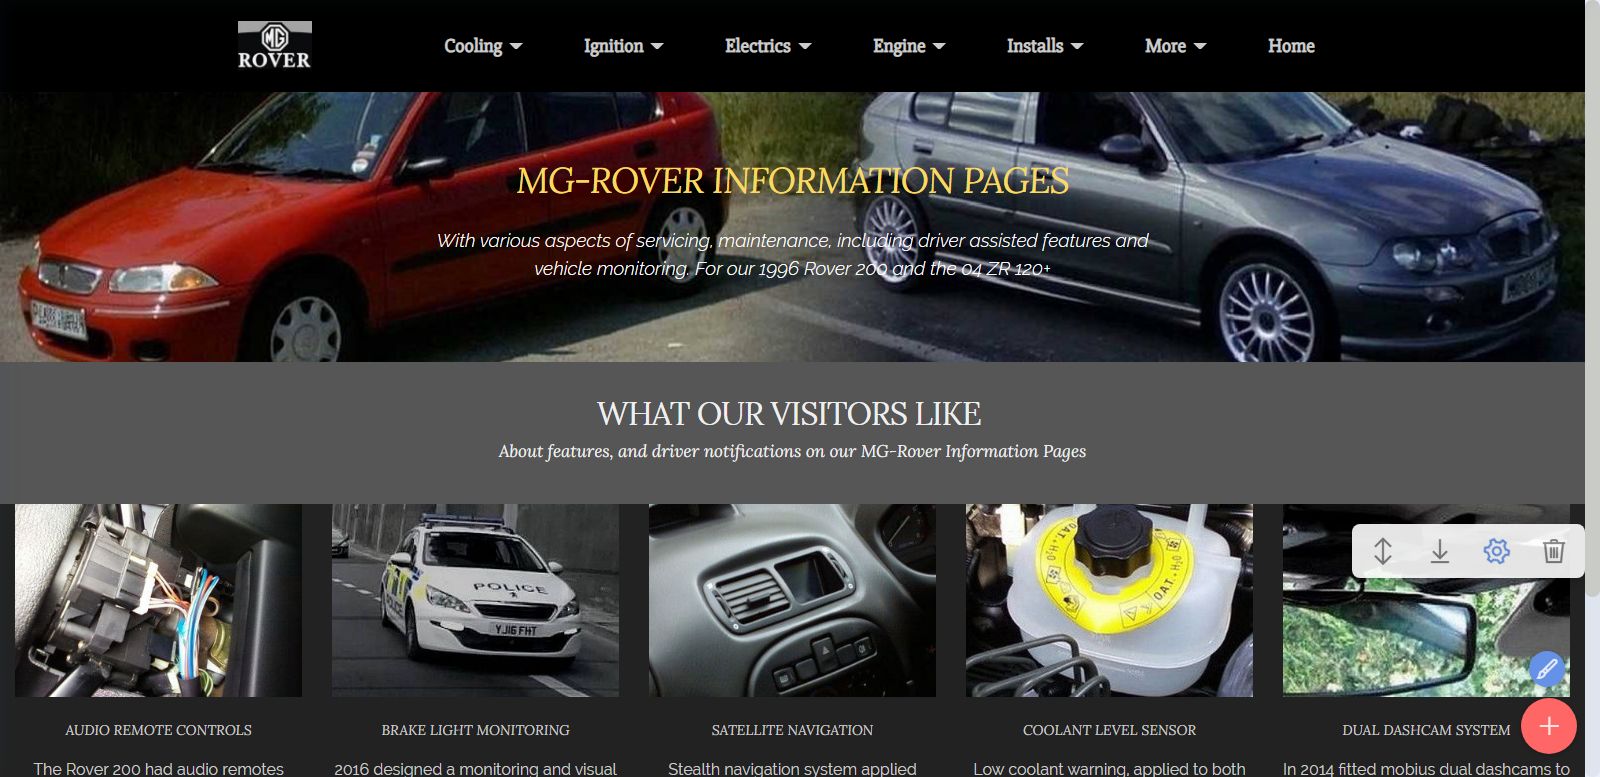 MG
ROVER
Cooling
Ignition
Electrics
Engine
Installs
More
Home
MG-ROVER INFORMATION PAGES
With various aspects of servicing, maintenance, including driver assisted features and
vehicle monitoring. For our 1996 Rover 200 and the 04 ZR 120+
WHAT OUR VISITORS LIKE
About features, and driver notifications on our MG-Rover Information Pages
POLICE
YJ16 FHT
O.A.T. + H₂O
O.A.T. + H₂O
AUDIO REMOTE CONTROLS
BRAKE LIGHT MONITORING
SATELLITE NAVIGATION
COOLANT LEVEL SENSOR
DUAL DASHCAM SYSTEM
The Rover 200 had audio remotes
2016 designed a monitoring and visual
Stealth navigation system applied
Low coolant warning, applied to both
In 2014 fitted mobius dual dashcams to